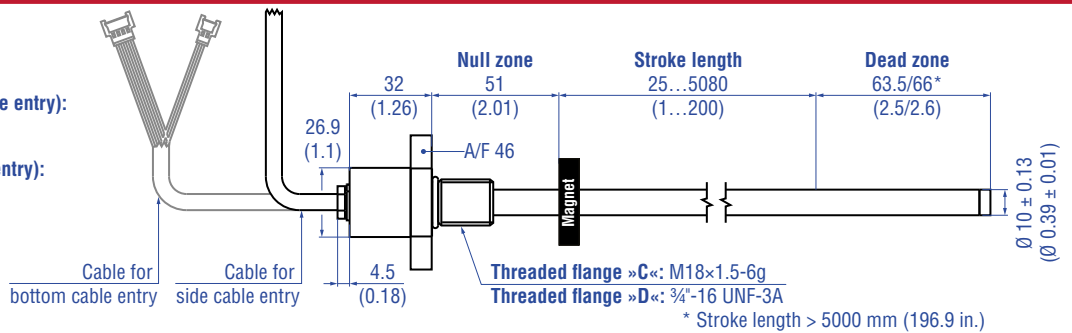 Null zone
Stroke length
Dead zone
32
51
25…5080
63.5/66*
(1.26)
(2.01)
(1…200)
(2.5/2.6)
e entry):
26.9
(1.1)
A/F 46
entry):
Magnet
Ø 10 ± 0.13
(Ø 0.39 ± 0.01)
Cable for
bottom cable entry
Cable for
side cable entry
4.5
(0.18)
Threaded flange »C«: M18×1.5-6g
Threaded flange »D«: ¾"-16 UNF-3A
* Stroke length > 5000 mm (196.9 in.)